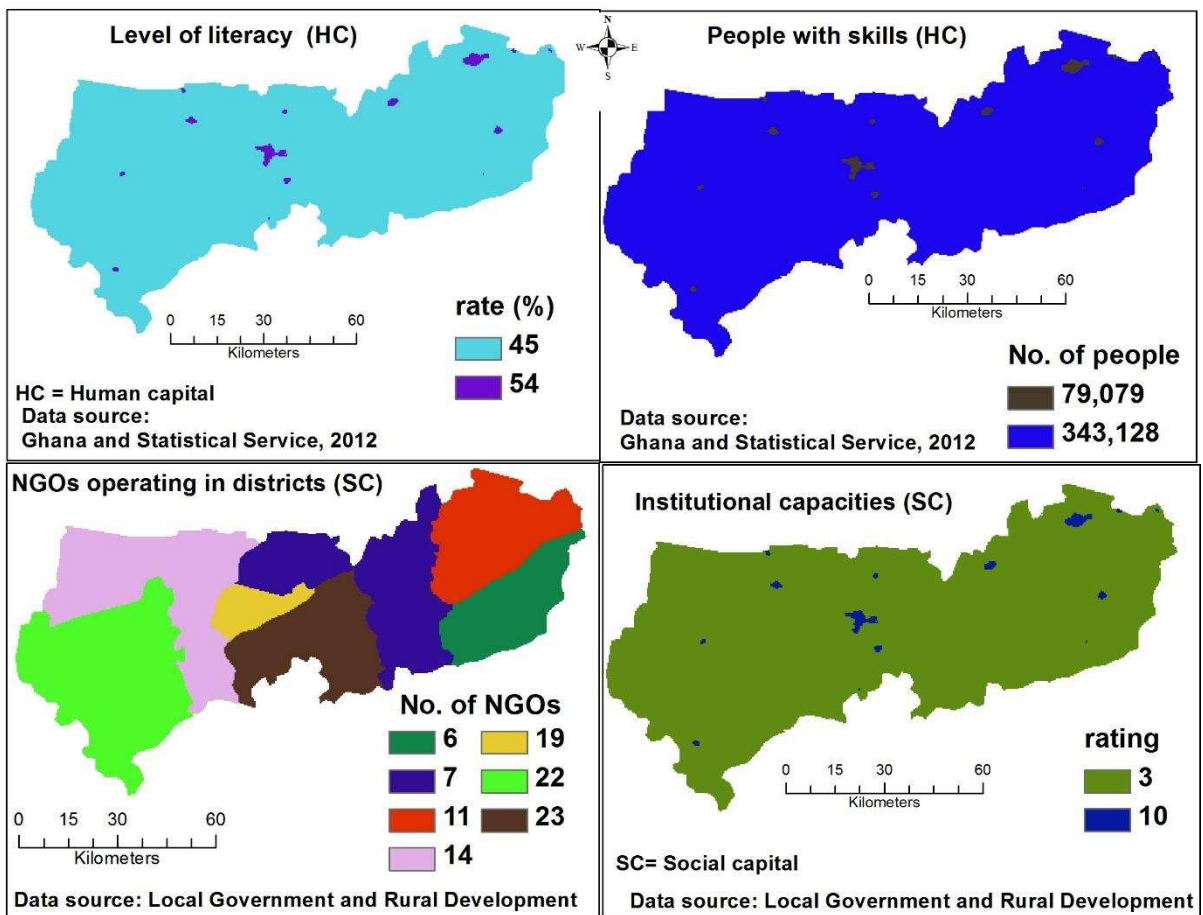 Level of literacy (HC)
rate (%)
0 15 30 60
Kilometers
45
54
HC = Human capital
Data source:
Ghana and Statistical Service, 2012
N
W E
S
People with skills (HC)
0 15 30 60
Kilometers
No. of people
79,079
343,128
Data source:
Ghana and Statistical Service, 2012
NGOs operating in districts (SC)
No. of NGOs
6 19
7 22
11 23
14
0 15 30 60
Kilometers
Data source: Local Government and Rural Development
Institutional capacities (SC)
rating
0 15 30 60
Kilometers
3
10
SC= Social capital
Data source: Local Government and Rural Development